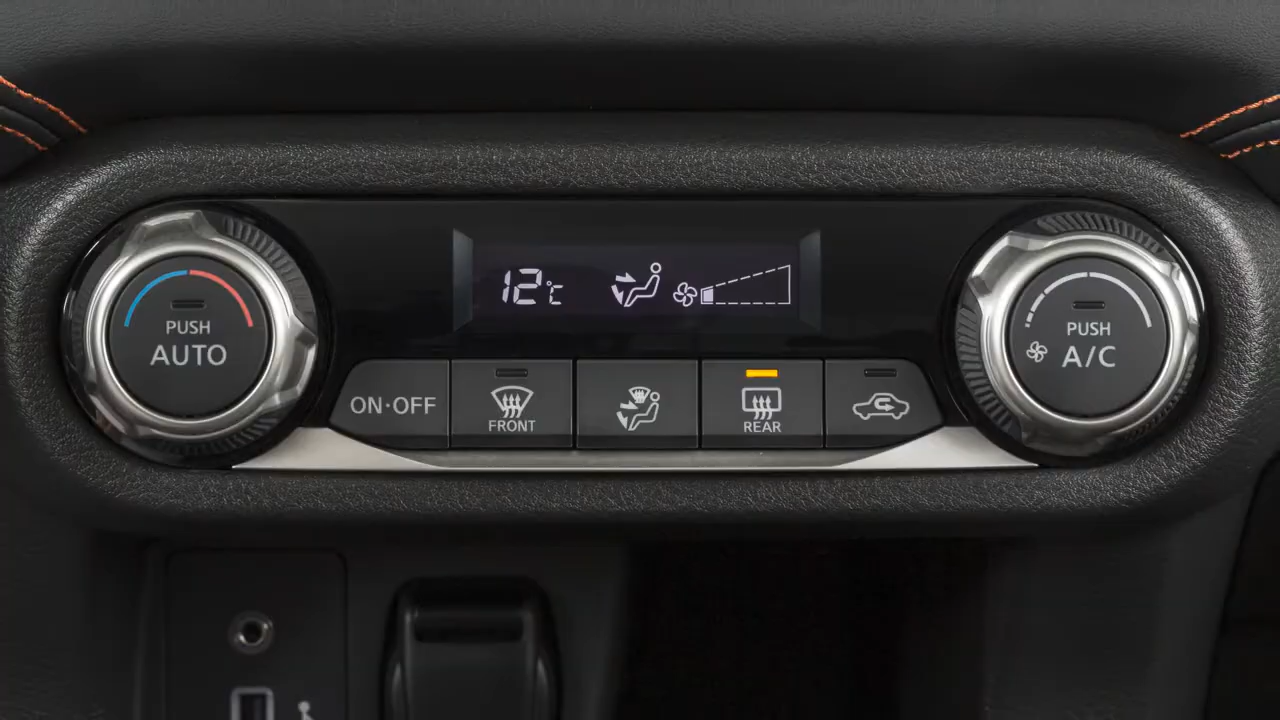 12°C
PUSH
AUTO
PUSH
A/C
ON·OFF
FRONT
REAR